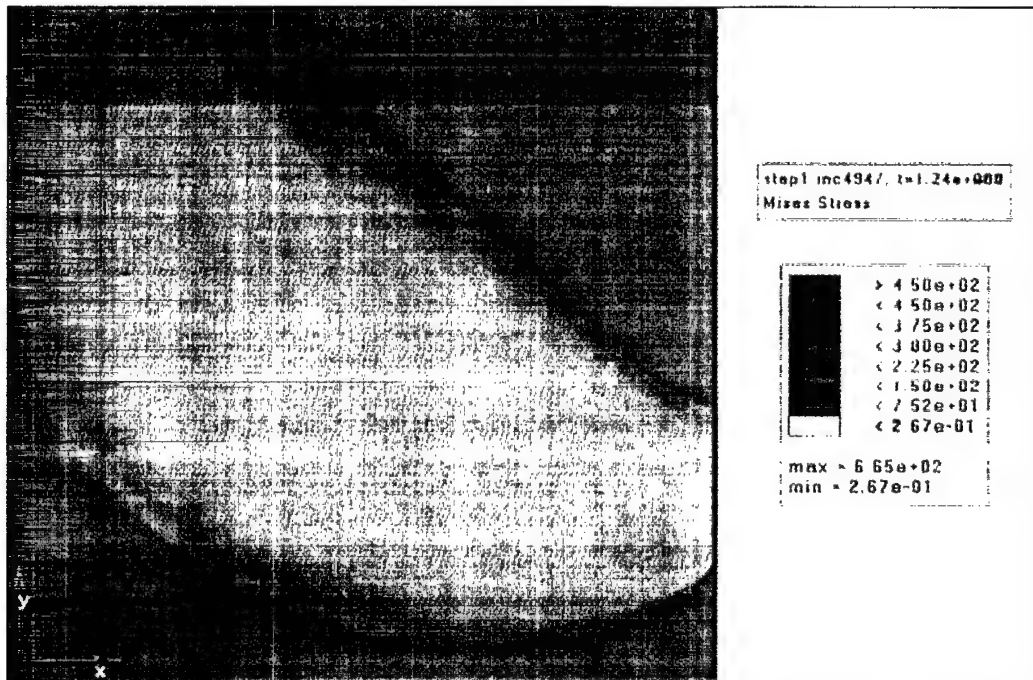 step1 inc4947, t=1.24e+000
Mises Stress
> 4.50e+02
< 4.50e+02
< 3.75e+02
< 3.00e+02
< 2.25e+02
< 1.50e+02
< 7.52e+01
< 2.67e-01
max = 6.65e+02
min = 2.67e-01
y
x